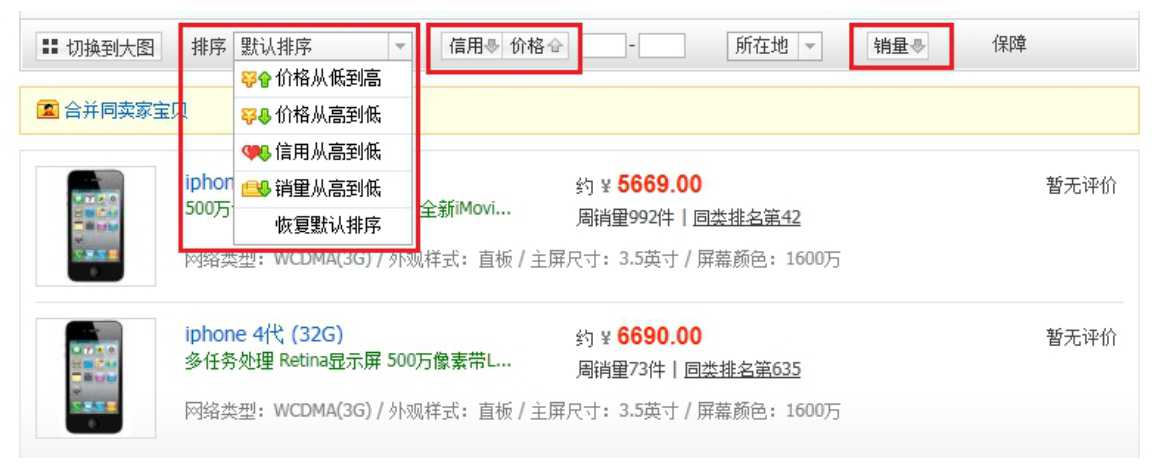 切换到大图 排序 默认排序 信用 价格 - 所在地 销量 保障
价格从低到高
合并同卖家宝贝
价格从高到低
信用从高到低
销量从高到低
恢复默认排序
iphon
500万 全新iMovi...
约 ¥ 5669.00
周销量992件 | 同类排名第42
暂无评价
网络类型：WCDMA(3G) / 外观样式：直板 / 主屏尺寸：3.5英寸 / 屏幕颜色：1600万
iphone 4代 (32G)
多任务处理 Retina显示屏 500万像素带L...
约 ¥ 6690.00
周销量73件 | 同类排名第635
暂无评价
网络类型：WCDMA(3G) / 外观样式：直板 / 主屏尺寸：3.5英寸 / 屏幕颜色：1600万